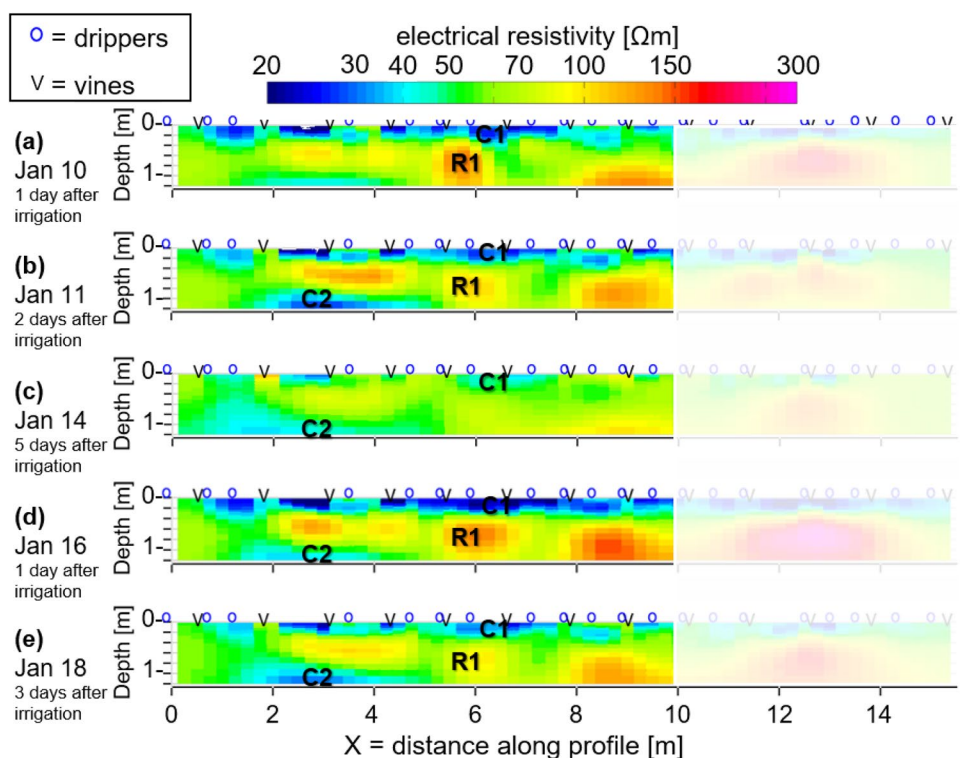 o = drippers
v = vines
electrical resistivity [Ωm]
20 30 40 50 70 100 150 300
(a)
Jan 10
1 day after
irrigation
Depth [m]
0
1
C1
R1
(b)
Jan 11
2 days after
irrigation
Depth [m]
0
1
C1
C2
R1
(c)
Jan 14
5 days after
irrigation
Depth [m]
0
1
C1
C2
(d)
Jan 16
1 day after
irrigation
Depth [m]
0
1
C1
R1
C2
(e)
Jan 18
3 days after
irrigation
Depth [m]
0
1
C1
R1
C2
0 2 4 6 8 10 12 14
X = distance along profile [m]